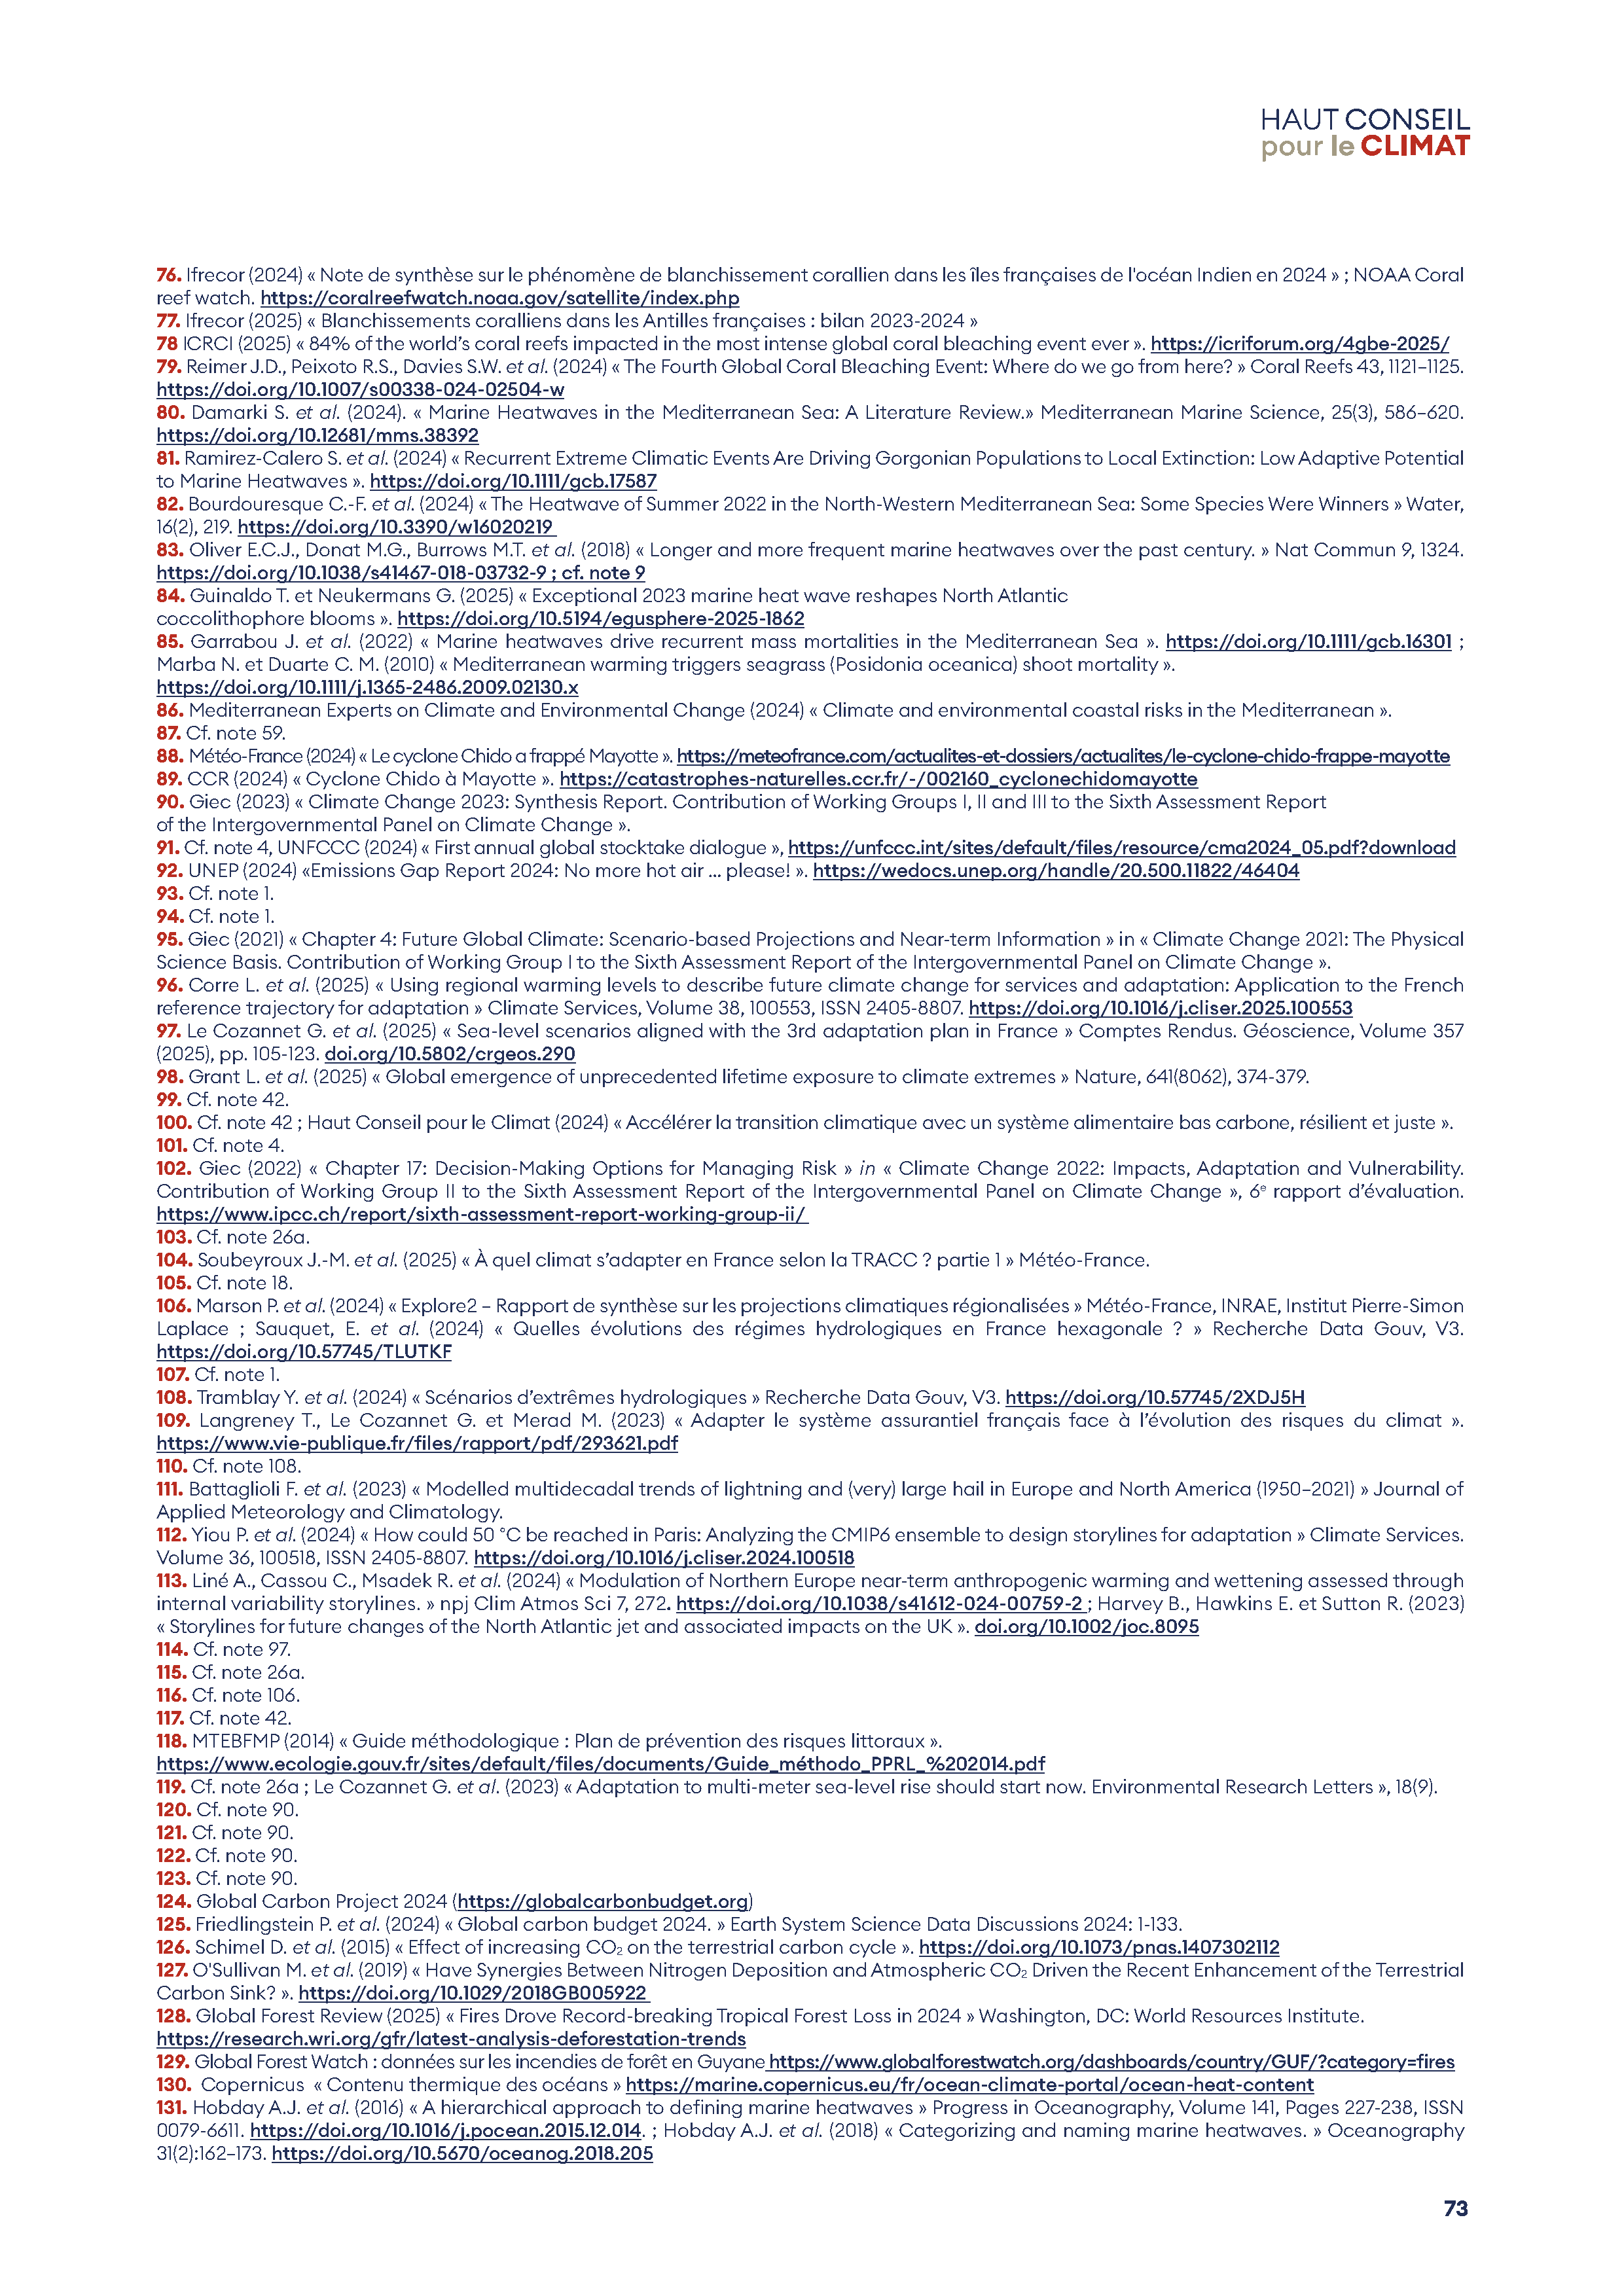 HAUT CONSEIL
pour le CLIMAT
76. Ifrecor (2024) « Note de synthèse sur le phénomène de blanchissement corallien dans les îles françaises de l'océan Indien en 2024 » ; NOAA Coral
reef watch. https://coralreefwatch.noaa.gov/satellite/index.php
77. Ifrecor (2025) « Blanchissements coralliens dans les Antilles françaises : bilan 2023-2024 »
78 ICRCI (2025) « 84% of the world’s coral reefs impacted in the most intense global coral bleaching event ever ». https://icriforum.org/4gbe-2025/
79. Reimer J.D., Peixoto R.S., Davies S.W. et al. (2024) « The Fourth Global Coral Bleaching Event: Where do we go from here? » Coral Reefs 43, 1121–1125.
https://doi.org/10.1007/s00338-024-02504-w
80. Damarki S. et al. (2024). « Marine Heatwaves in the Mediterranean Sea: A Literature Review.» Mediterranean Marine Science, 25(3), 586–620.
https://doi.org/10.12681/mms.38392
81. Ramirez-Calero S. et al. (2024) « Recurrent Extreme Climatic Events Are Driving Gorgonian Populations to Local Extinction: Low Adaptive Potential
to Marine Heatwaves ». https://doi.org/10.1111/gcb.17587
82. Bourdouresque C.-F. et al. (2024) « The Heatwave of Summer 2022 in the North-Western Mediterranean Sea: Some Species Were Winners » Water,
16(2), 219. https://doi.org/10.3390/w16020219
83. Oliver E.C.J., Donat M.G., Burrows M.T. et al. (2018) « Longer and more frequent marine heatwaves over the past century. » Nat Commun 9, 1324.
https://doi.org/10.1038/s41467-018-03732-9 ; cf. note 9
84. Guinaldo T. et Neukermans G. (2025) « Exceptional 2023 marine heat wave reshapes North Atlantic
coccolithophore blooms ». https://doi.org/10.5194/egusphere-2025-1862
85. Garrabou J. et al. (2022) « Marine heatwaves drive recurrent mass mortalities in the Mediterranean Sea ». https://doi.org/10.1111/gcb.16301 ;
Marba N. et Duarte C. M. (2010) « Mediterranean warming triggers seagrass (Posidonia oceanica) shoot mortality ».
https://doi.org/10.1111/j.1365-2486.2009.02130.x
86. Mediterranean Experts on Climate and Environmental Change (2024) « Climate and environmental coastal risks in the Mediterranean ».
87. Cf. note 59.
88. Météo-France (2024) « Le cyclone Chido a frappé Mayotte ». https://meteofrance.com/actualites-et-dossiers/actualites/le-cyclone-chido-frappe-mayotte
89. CCR (2024) « Cyclone Chido à Mayotte ». https://catastrophes-naturelles.ccr.fr/-/002160_cyclonechidomayotte
90. Giec (2023) « Climate Change 2023: Synthesis Report. Contribution of Working Groups I, II and III to the Sixth Assessment Report
of the Intergovernmental Panel on Climate Change ».
91. Cf. note 4, UNFCCC (2024) « First annual global stocktake dialogue », https://unfccc.int/sites/default/files/resource/cma2024_05.pdf?download
92. UNEP (2024) «Emissions Gap Report 2024: No more hot air ... please! ». https://wedocs.unep.org/handle/20.500.11822/46404
93. Cf. note 1.
94. Cf. note 1.
95. Giec (2021) « Chapter 4: Future Global Climate: Scenario-based Projections and Near-term Information » in « Climate Change 2021: The Physical
Science Basis. Contribution of Working Group I to the Sixth Assessment Report of the Intergovernmental Panel on Climate Change ».
96. Corre L. et al. (2025) « Using regional warming levels to describe future climate change for services and adaptation: Application to the French
reference trajectory for adaptation » Climate Services, Volume 38, 100553, ISSN 2405-8807. https://doi.org/10.1016/j.cliser.2025.100553
97. Le Cozannet G. et al. (2025) « Sea-level scenarios aligned with the 3rd adaptation plan in France » Comptes Rendus. Géoscience, Volume 357
(2025), pp. 105-123. doi.org/10.5802/crgeos.290
98. Grant L. et al. (2025) « Global emergence of unprecedented lifetime exposure to climate extremes » Nature, 641(8062), 374-379.
99. Cf. note 42.
100. Cf. note 42 ; Haut Conseil pour le Climat (2024) « Accélérer la transition climatique avec un système alimentaire bas carbone, résilient et juste ».
101. Cf. note 4.
102. Giec (2022) « Chapter 17: Decision-Making Options for Managing Risk » in « Climate Change 2022: Impacts, Adaptation and Vulnerability.
Contribution of Working Group II to the Sixth Assessment Report of the Intergovernmental Panel on Climate Change », 6e rapport d’évaluation.
https://www.ipcc.ch/report/sixth-assessment-report-working-group-ii/
103. Cf. note 26a.
104. Soubeyroux J.-M. et al. (2025) « À quel climat s’adapter en France selon la TRACC ? partie 1 » Météo-France.
105. Cf. note 18.
106. Marson P. et al. (2024) « Explore2 – Rapport de synthèse sur les projections climatiques régionalisées » Météo-France, INRAE, Institut Pierre-Simon
Laplace ; Sauquet, E. et al. (2024) « Quelles évolutions des régimes hydrologiques en France hexagonale ? » Recherche Data Gouv, V3.
https://doi.org/10.57745/TLUTKF
107. Cf. note 1.
108. Tramblay Y. et al. (2024) « Scénarios d’extrêmes hydrologiques » Recherche Data Gouv, V3. https://doi.org/10.57745/2XDJ5H
109. Langreney T., Le Cozannet G. et Merad M. (2023) « Adapter le système assurantiel français face à l’évolution des risques du climat ».
https://www.vie-publique.fr/files/rapport/pdf/293621.pdf
110. Cf. note 108.
111. Battaglioli F. et al. (2023) « Modelled multidecadal trends of lightning and (very) large hail in Europe and North America (1950–2021) » Journal of
Applied Meteorology and Climatology.
112. Yiou P. et al. (2024) « How could 50 °C be reached in Paris: Analyzing the CMIP6 ensemble to design storylines for adaptation » Climate Services.
Volume 36, 100518, ISSN 2405-8807. https://doi.org/10.1016/j.cliser.2024.100518
113. Liné A., Cassou C., Msadek R. et al. (2024) « Modulation of Northern Europe near-term anthropogenic warming and wettening assessed through
internal variability storylines. » npj Clim Atmos Sci 7, 272. https://doi.org/10.1038/s41612-024-00759-2 ; Harvey B., Hawkins E. et Sutton R. (2023)
« Storylines for future changes of the North Atlantic jet and associated impacts on the UK ». doi.org/10.1002/joc.8095
114. Cf. note 97.
115. Cf. note 26a.
116. Cf. note 106.
117. Cf. note 42.
118. MTEBFMP (2014) « Guide méthodologique : Plan de prévention des risques littoraux ».
https://www.ecologie.gouv.fr/sites/default/files/documents/Guide_méthodo_PPRL_%202014.pdf
119. Cf. note 26a ; Le Cozannet G. et al. (2023) « Adaptation to multi-meter sea-level rise should start now. Environmental Research Letters », 18(9).
120. Cf. note 90.
121. Cf. note 90.
122. Cf. note 90.
123. Cf. note 90.
124. Global Carbon Project 2024 (https://globalcarbonbudget.org)
125. Friedlingstein P. et al. (2024) « Global carbon budget 2024. » Earth System Science Data Discussions 2024: 1-133.
126. Schimel D. et al. (2015) « Effect of increasing CO₂ on the terrestrial carbon cycle ». https://doi.org/10.1073/pnas.1407302112
127. O'Sullivan M. et al. (2019) « Have Synergies Between Nitrogen Deposition and Atmospheric CO₂ Driven the Recent Enhancement of the Terrestrial
Carbon Sink? ». https://doi.org/10.1029/2018GB005922
128. Global Forest Review (2025) « Fires Drove Record-breaking Tropical Forest Loss in 2024 » Washington, DC: World Resources Institute.
https://research.wri.org/gfr/latest-analysis-deforestation-trends
129. Global Forest Watch : données sur les incendies de forêt en Guyane https://www.globalforestwatch.org/dashboards/country/GUF/?category=fires
130. Copernicus « Contenu thermique des océans » https://marine.copernicus.eu/fr/ocean-climate-portal/ocean-heat-content
131. Hobday A.J. et al. (2016) « A hierarchical approach to defining marine heatwaves » Progress in Oceanography, Volume 141, Pages 227-238, ISSN
0079-6611. https://doi.org/10.1016/j.pocean.2015.12.014. ; Hobday A.J. et al. (2018) « Categorizing and naming marine heatwaves. » Oceanography
31(2):162–173. https://doi.org/10.5670/oceanog.2018.205
73